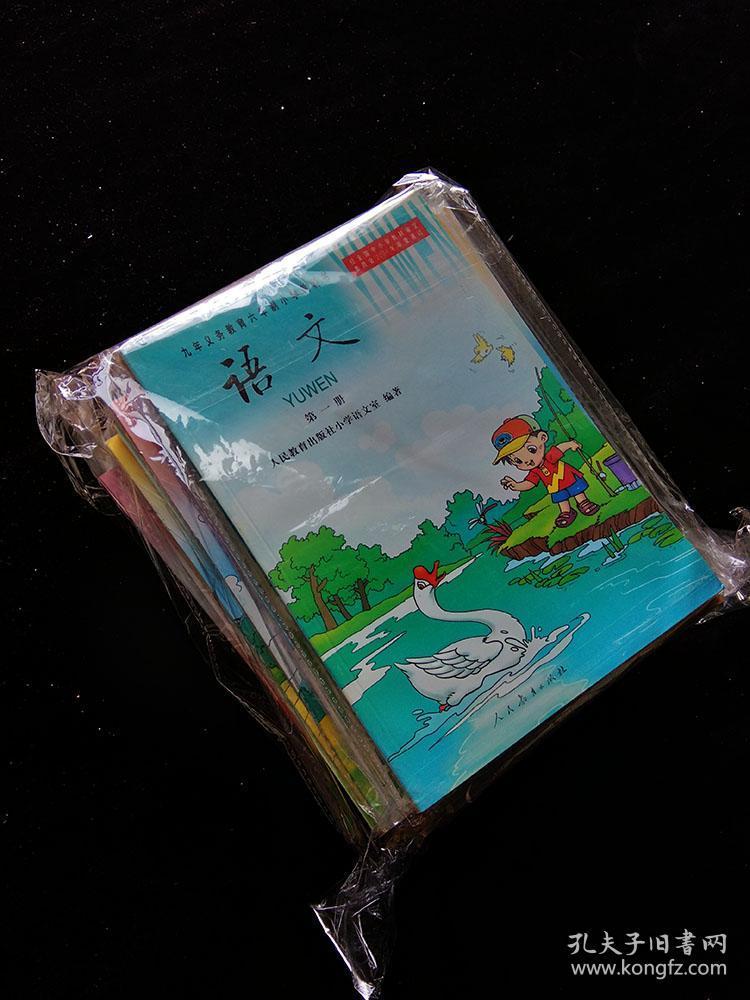 YUWEN
九年义务教育六年制小学
语文
YUWEN
第一册
人民教育出版社小学语文室 编著
人民教育出版社
孔夫子旧书网
www.kongfz.com